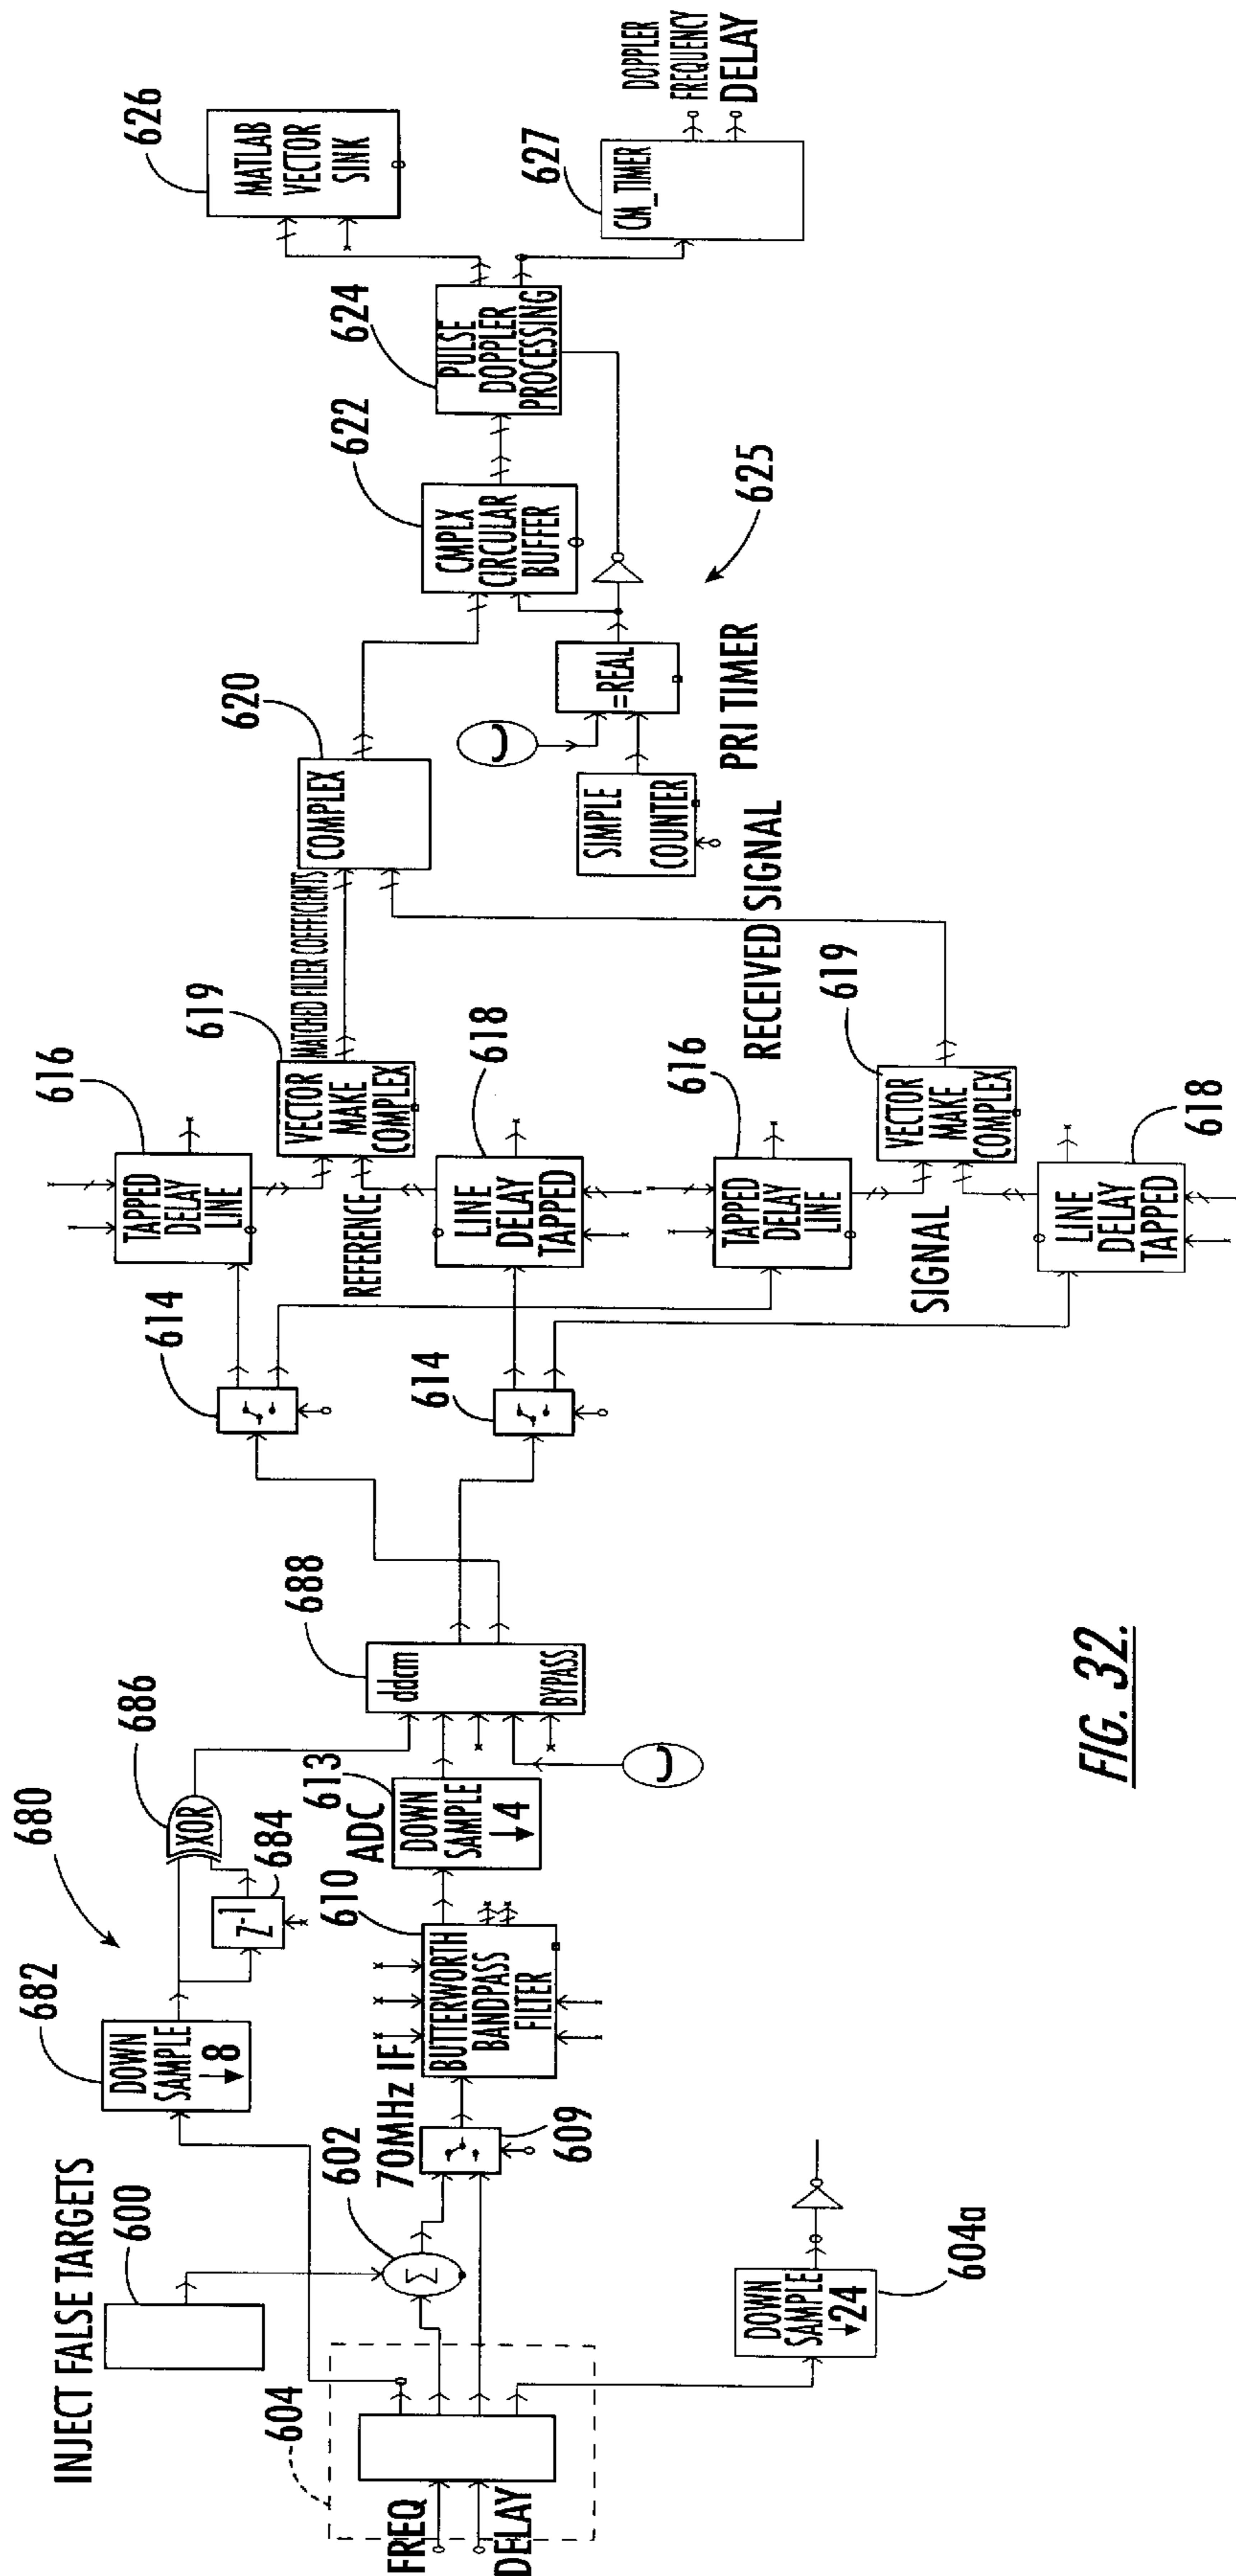 INJECT FALSE TARGETS
600
604
FREQ
DELAY
602
Σ
682
DOWN
SAMPLE
↓8
680
Z-1
684
XOR
686
70MHz IF
609
BUTTERWORTH
BANDPASS
FILTER
610
ADC
613
DOWN
SAMPLE
↓4
DOWN
SAMPLE
↓24
604a
ddcm
BYPASS
688
614
614
TAPPED
DELAY
LINE
616
REFERENCE
LINE
DELAY
TAPPED
618
VECTOR
MAKE
COMPLEX
619
MATCHED FILTER COEFFICIENTS
TAPPED
DELAY
LINE
616
SIGNAL
LINE
DELAY
TAPPED
618
VECTOR
MAKE
COMPLEX
619
RECEIVED SIGNAL
COMPLEX
620
SIMPLE
COUNTER
=REAL
PRI TIMER
625
CMPLX
CIRCULAR
BUFFER
622
PULSE
DOPPLER
PROCESSING
624
MATLAB
VECTOR
SINK
626
CM_TIMER
627
DOPPLER
FREQUENCY
DELAY
FIG. 32.